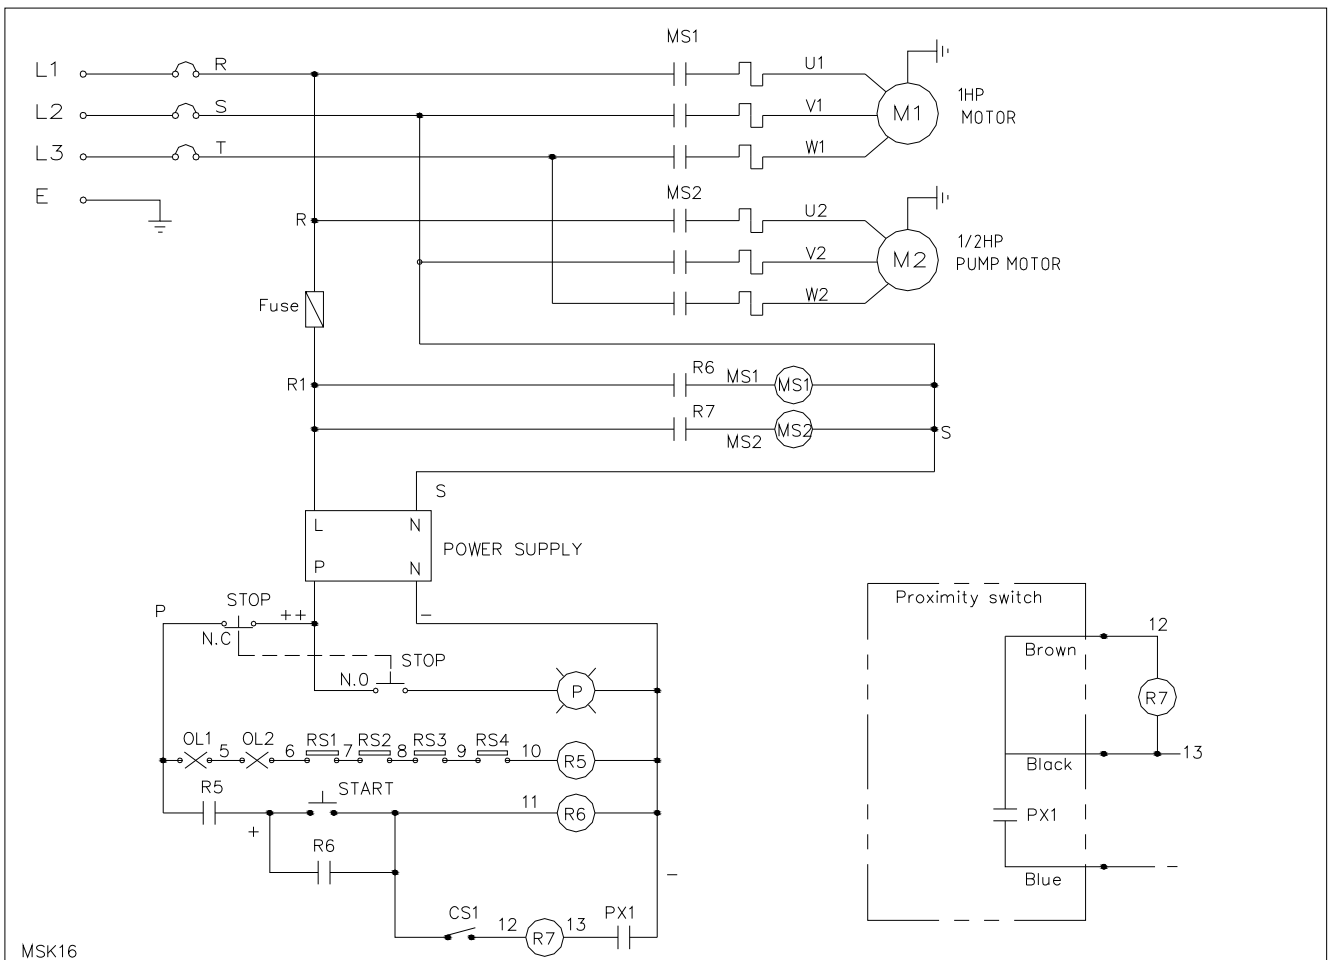 MS1
L1 R U1
1HP
L2 S V1 M1
MOTOR
L3 T W1
E MS2
R U2
1/2HP
V2 M2
PUMP MOTOR
Fuse W2
R6
R1 MS1 MS1
R7
MS2 MS2 S
S
L N
POWER SUPPLY
P N
Proximity switch
STOP
P ++ -
N.C
12
Brown
STOP
N.O P
R7
OL1 5 OL2 6 RS1 7 RS2 8 RS3 9 RS4 10 R5
13
Black
R5 START
11 R6 PX1
+
R6
- -
Blue
CS1 12 R7 13 PX1
MSK16